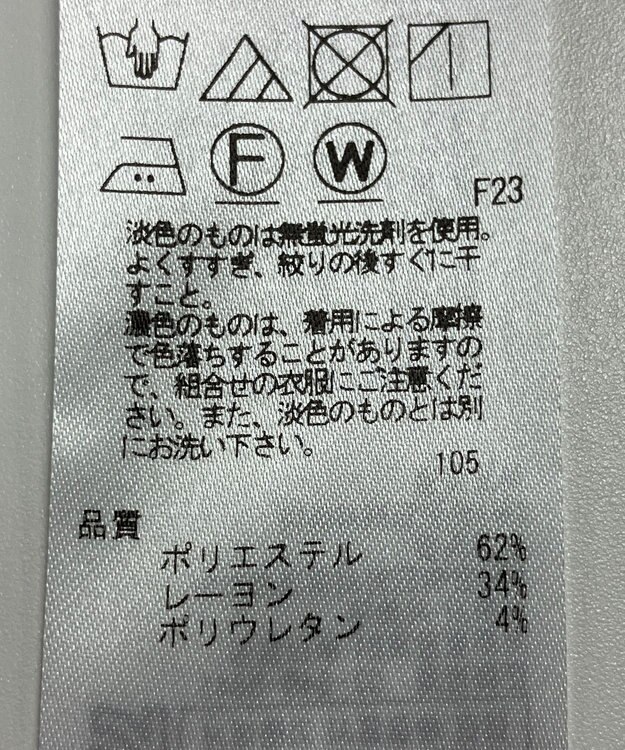 F W F23
淡色のものは無蛍光洗剤を使用。
よくすすぎ、絞りの後すぐに干
すこと。
濃色のものは、着用による摩擦
で色落ちすることがありますの
で、組合せの衣服にご注意くだ
さい。また、淡色のものとは別
にお洗い下さい。
105
品質
ポリエステル 62%
レーヨン 34%
ポリウレタン 4%